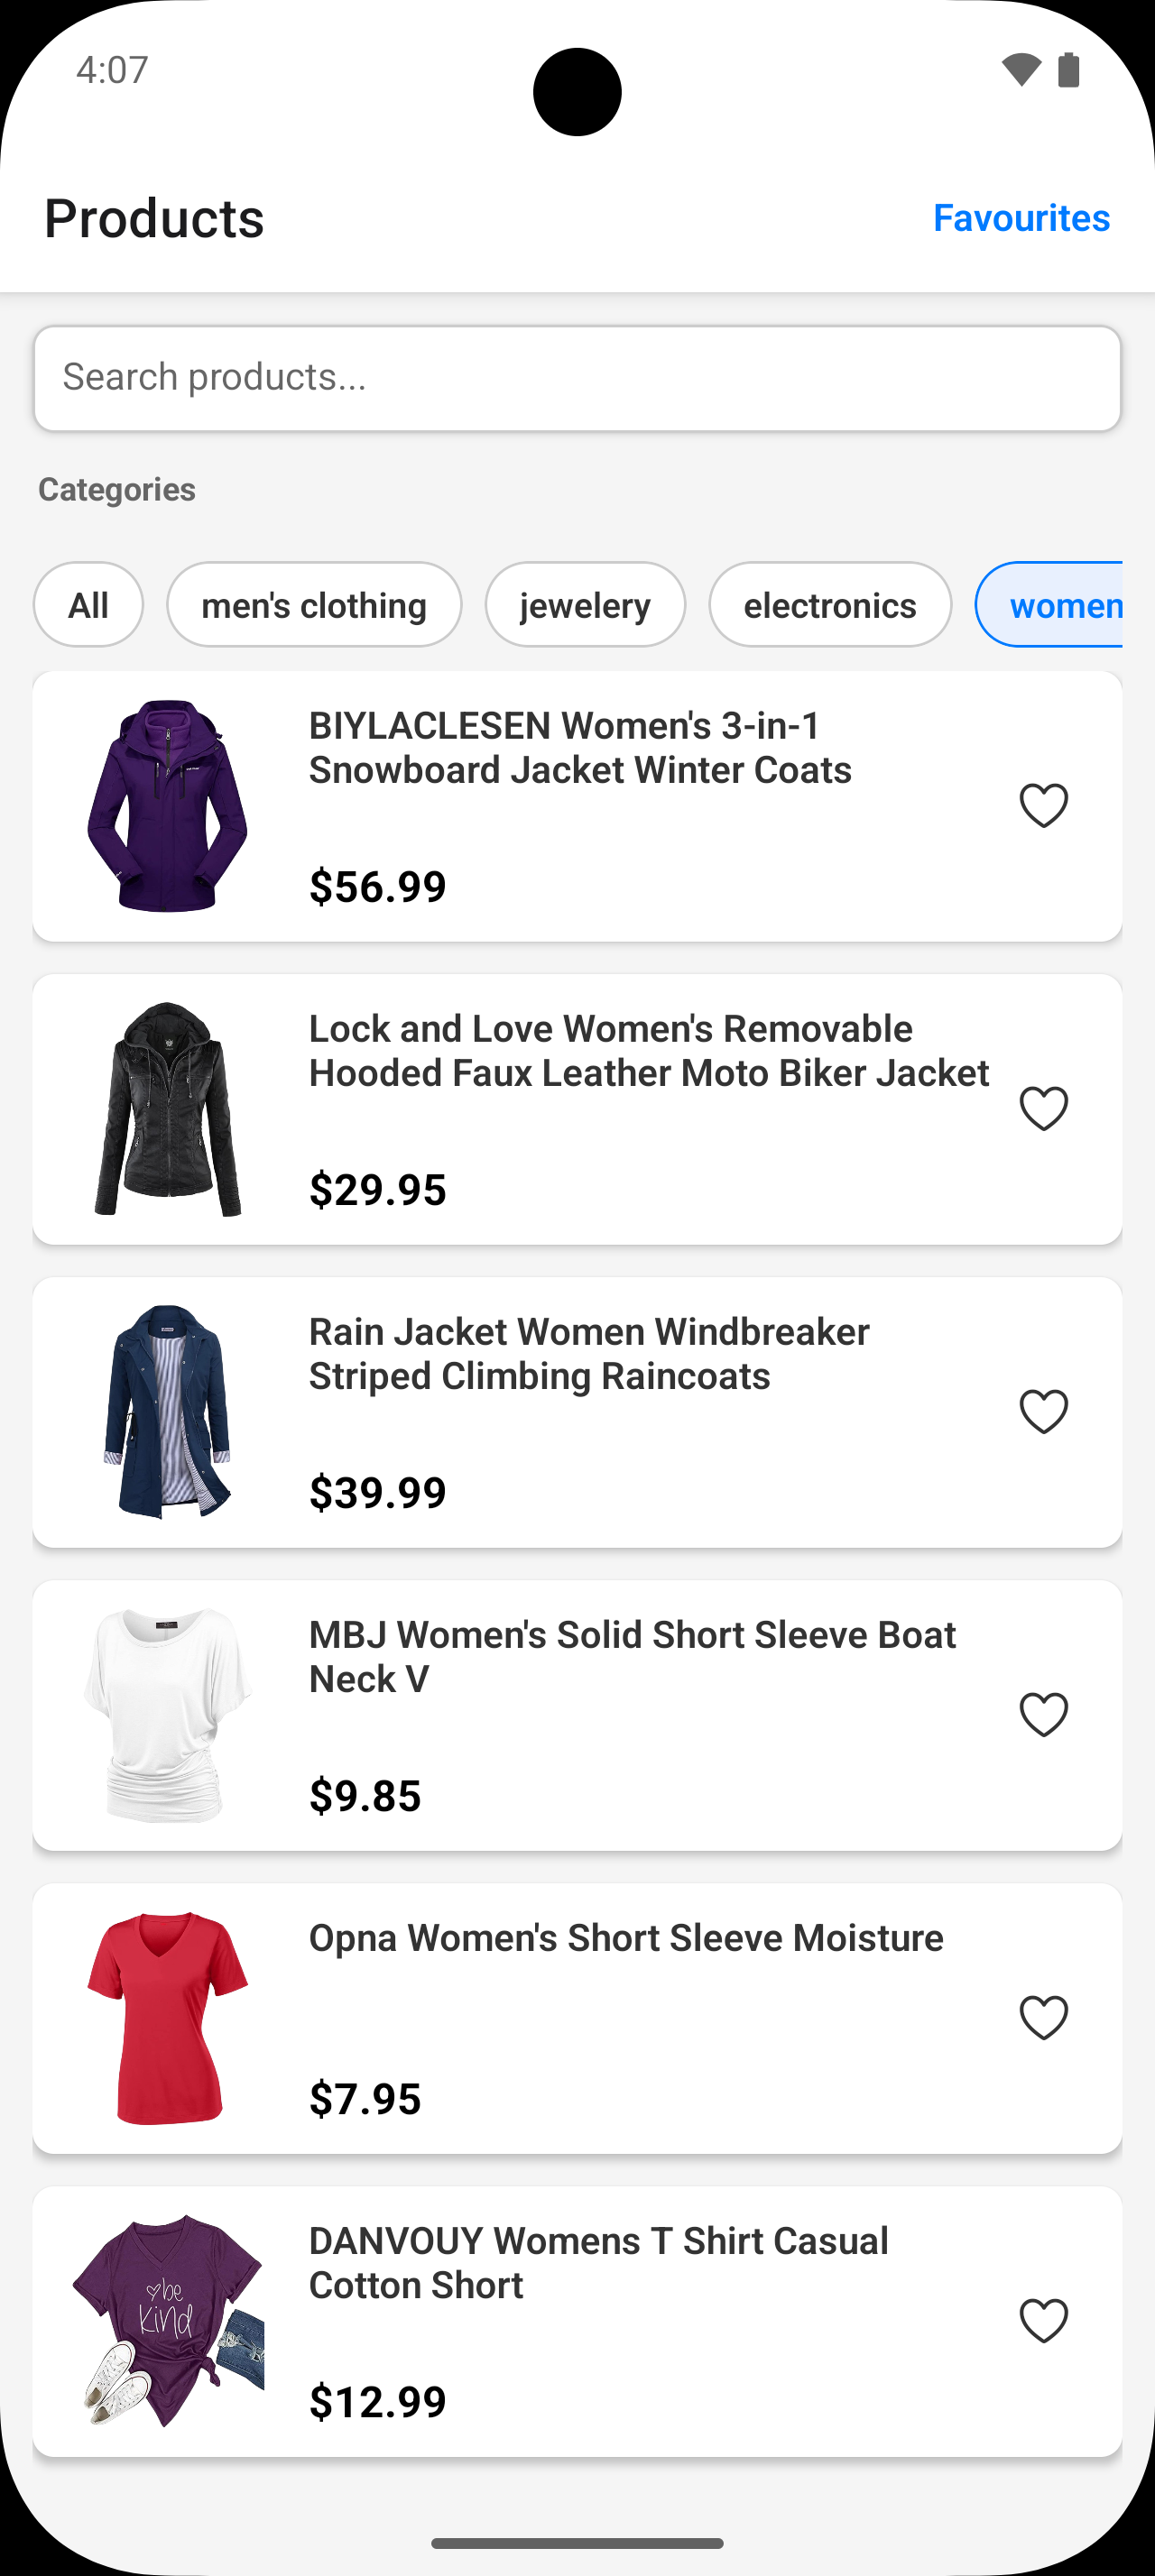 4:07
Products
Favourites
Search products...
Categories
All
men's clothing
jewelery
electronics
women
BIYLACLESEN Women's 3-in-1
Snowboard Jacket Winter Coats
$56.99
Lock and Love Women's Removable
Hooded Faux Leather Moto Biker Jacket
$29.95
Rain Jacket Women Windbreaker
Striped Climbing Raincoats
$39.99
MBJ Women's Solid Short Sleeve Boat
Neck V
$9.85
Opna Women's Short Sleeve Moisture
$7.95
DANVOUY Womens T Shirt Casual
Cotton Short
be
kind
$12.99